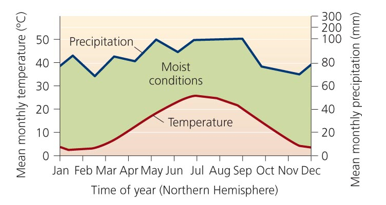 Mean monthly temperature (°C)
50
40
30
20
10
0
Precipitation
Moist
conditions
Temperature
300
200
100
80
60
40
20
0
Mean monthly precipitation (mm)
Jan Feb Mar Apr May Jun Jul Aug Sep Oct Nov Dec
Time of year (Northern Hemisphere)